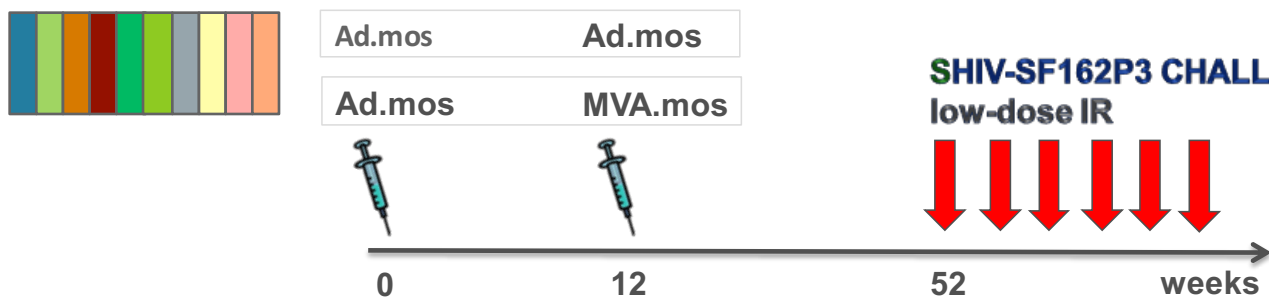 Ad.mos Ad.mos
Ad.mos MVA.mos
SHIV-SF162P3 CHALL
low-dose IR
0 12 52 weeks